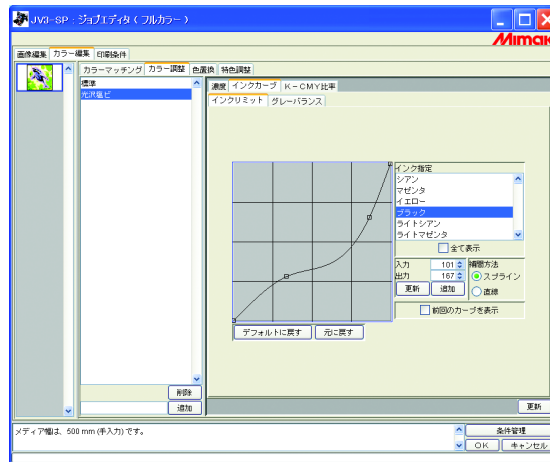 JV3-SP：ジョブエディタ（フルカラー）
Mimaki
画像編集 カラー編集 印刷条件
カラーマッチング カラー調整 色置換 特色調整
標準
光沢塩ビ
濃度 インクカーブ K－CMY比率
インクリミット グレーバランス
インク指定
シアン
マゼンタ
イエロー
ブラック
ライトシアン
ライトマゼンタ
全て表示
入力 101
出力 167
更新 追加
補間方法
スプライン
直線
前回のカーブを表示
デフォルトに戻す 元に戻す
削除
追加
更新
メディア幅は、500 mm (手入力) です。
条件管理
OK キャンセル